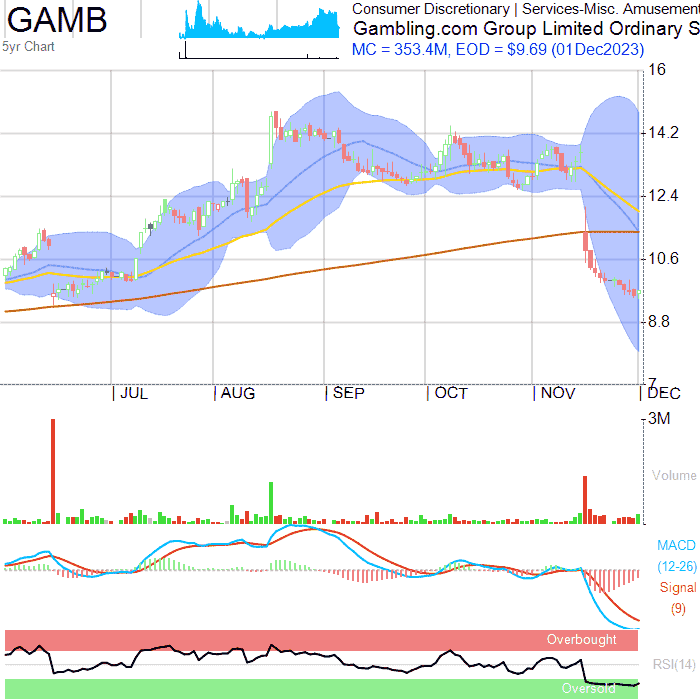 GAMB
5yr Chart
Consumer Discretionary | Services-Misc. Amusement
Gambling.com Group Limited Ordinary S
MC = 353.4M, EOD = $9.69 (01Dec2023)
16
14.2
12.4
10.6
8.8
7
JUL
AUG
SEP
OCT
NOV
DEC
3M
Volume
MACD
(12-26)
Signal
(9)
Overbought
RSI(14)
Oversold